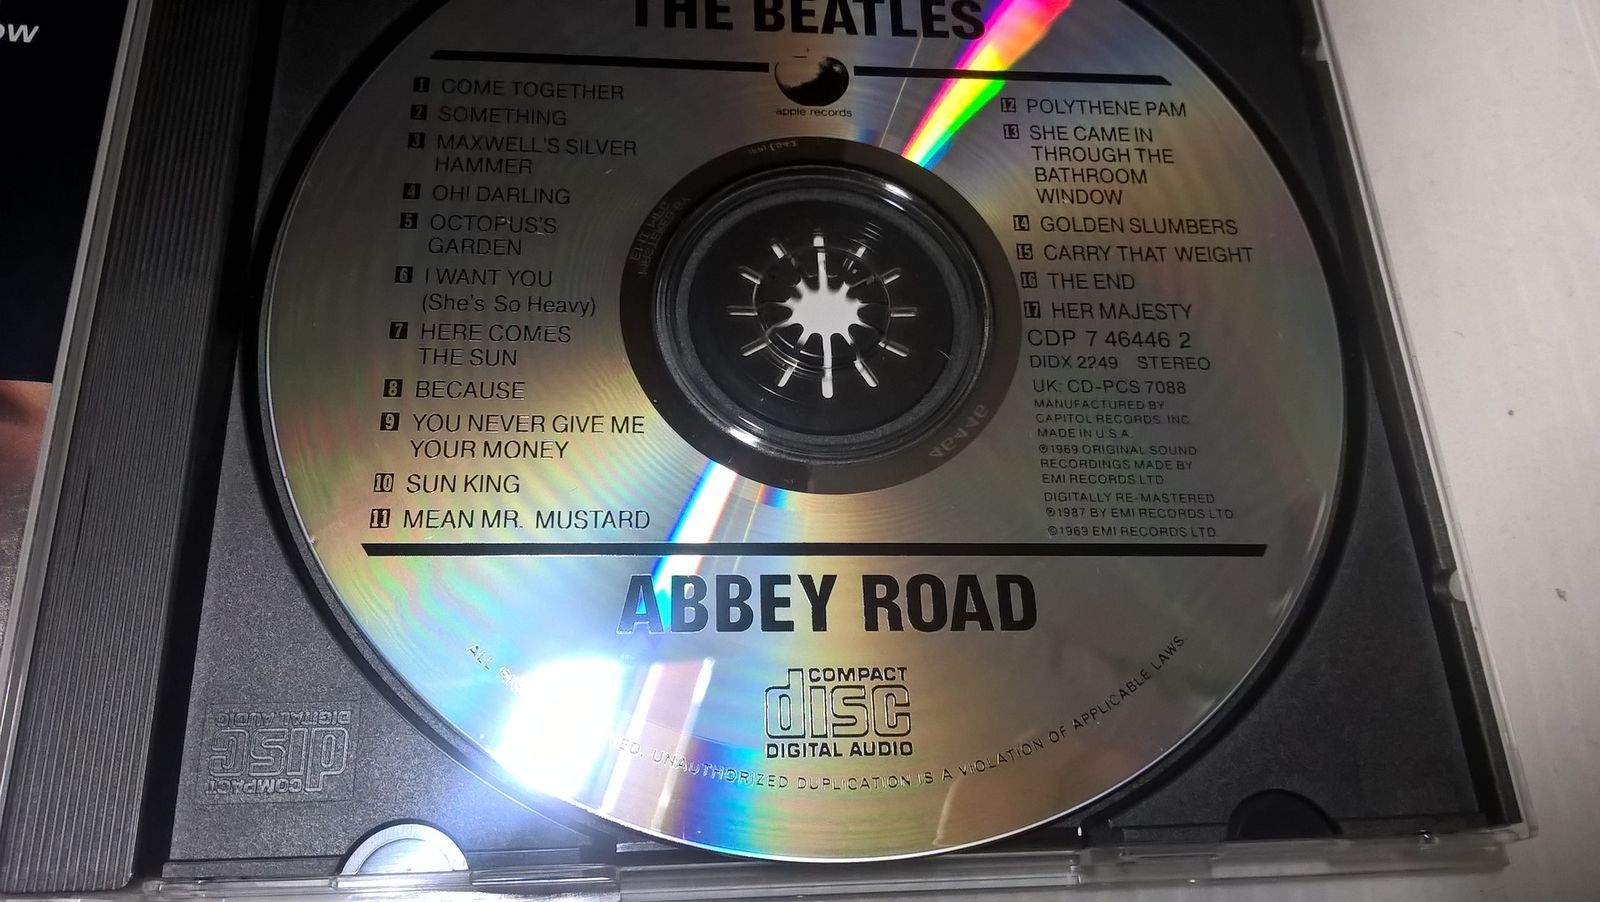 ow
THE BEATLES
apple records
1 COME TOGETHER
2 SOMETHING
3 MAXWELL'S SILVER
HAMMER
4 OH! DARLING
5 OCTOPUS'S
GARDEN
6 I WANT YOU
(She's So Heavy)
7 HERE COMES
THE SUN
8 BECAUSE
9 YOU NEVER GIVE ME
YOUR MONEY
10 SUN KING
11 MEAN MR. MUSTARD
12 POLYTHENE PAM
13 SHE CAME IN
THROUGH THE
BATHROOM
WINDOW
14 GOLDEN SLUMBERS
15 CARRY THAT WEIGHT
16 THE END
17 HER MAJESTY
CDP 7 46446 2
DIDX 2249 STEREO
UK: CD-PCS 7088
MANUFACTURED BY
CAPITOL RECORDS, INC.
MADE IN U.S.A.
℗1969 ORIGINAL SOUND
RECORDINGS MADE BY
EMI RECORDS LTD
DIGITALLY RE-MASTERED
℗1987 BY EMI RECORDS LTD
©1969 EMI RECORDS LTD.
46446
ABBEY ROAD
COMPACT
disc
DIGITAL AUDIO
ALL UNAUTHORIZED DUPLICATION IS A VIOLATION OF APPLICABLE LAWS
COMPACT
disc
DIGITAL AUDIO